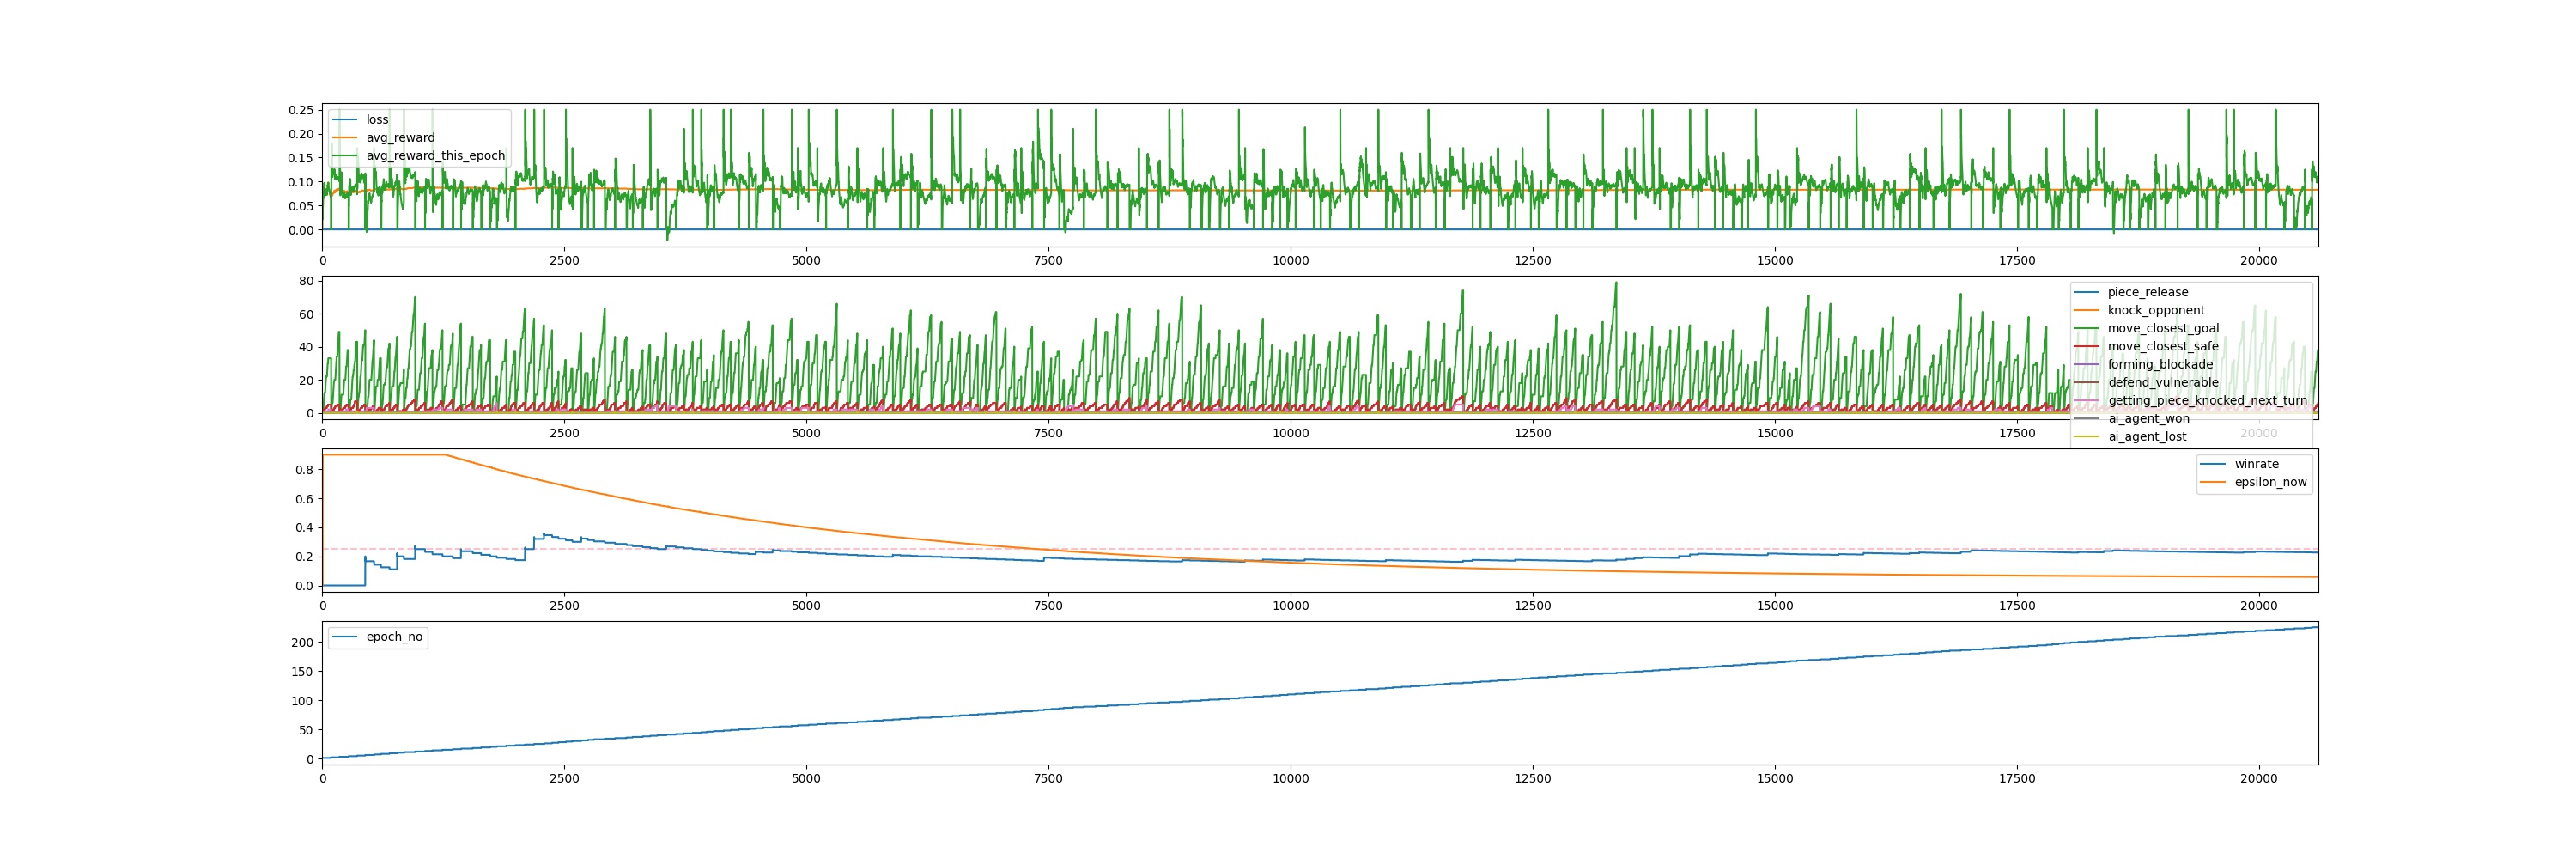 0.25
0.20
0.15
0.10
0.05
0.00
loss
avg_reward
avg_reward_this_epoch
0 2500 5000 7500 10000 12500 15000 17500 20000
80
60
40
20
0
piece_release
knock_opponent
move_closest_goal
move_closest_safe
forming_blockade
defend_vulnerable
getting_piece_knocked_next_turn
ai_agent_won
ai_agent_lost
0 2500 5000 7500 10000 12500 15000 17500 20000
0.8
0.6
0.4
0.2
0.0
winrate
epsilon_now
0 2500 5000 7500 10000 12500 15000 17500 20000
200
150
100
50
0
epoch_no
0 2500 5000 7500 10000 12500 15000 17500 20000